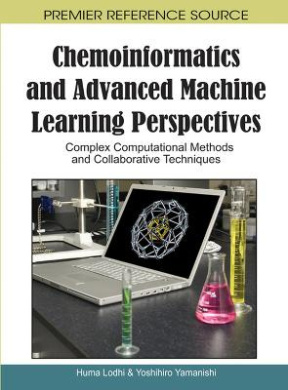 PREMIER REFERENCE SOURCE
Chemoinformatics
and Advanced Machine
Learning Perspectives
Complex Computational Methods
and Collaborative Techniques
Huma Lodhi & Yoshihiro Yamanishi